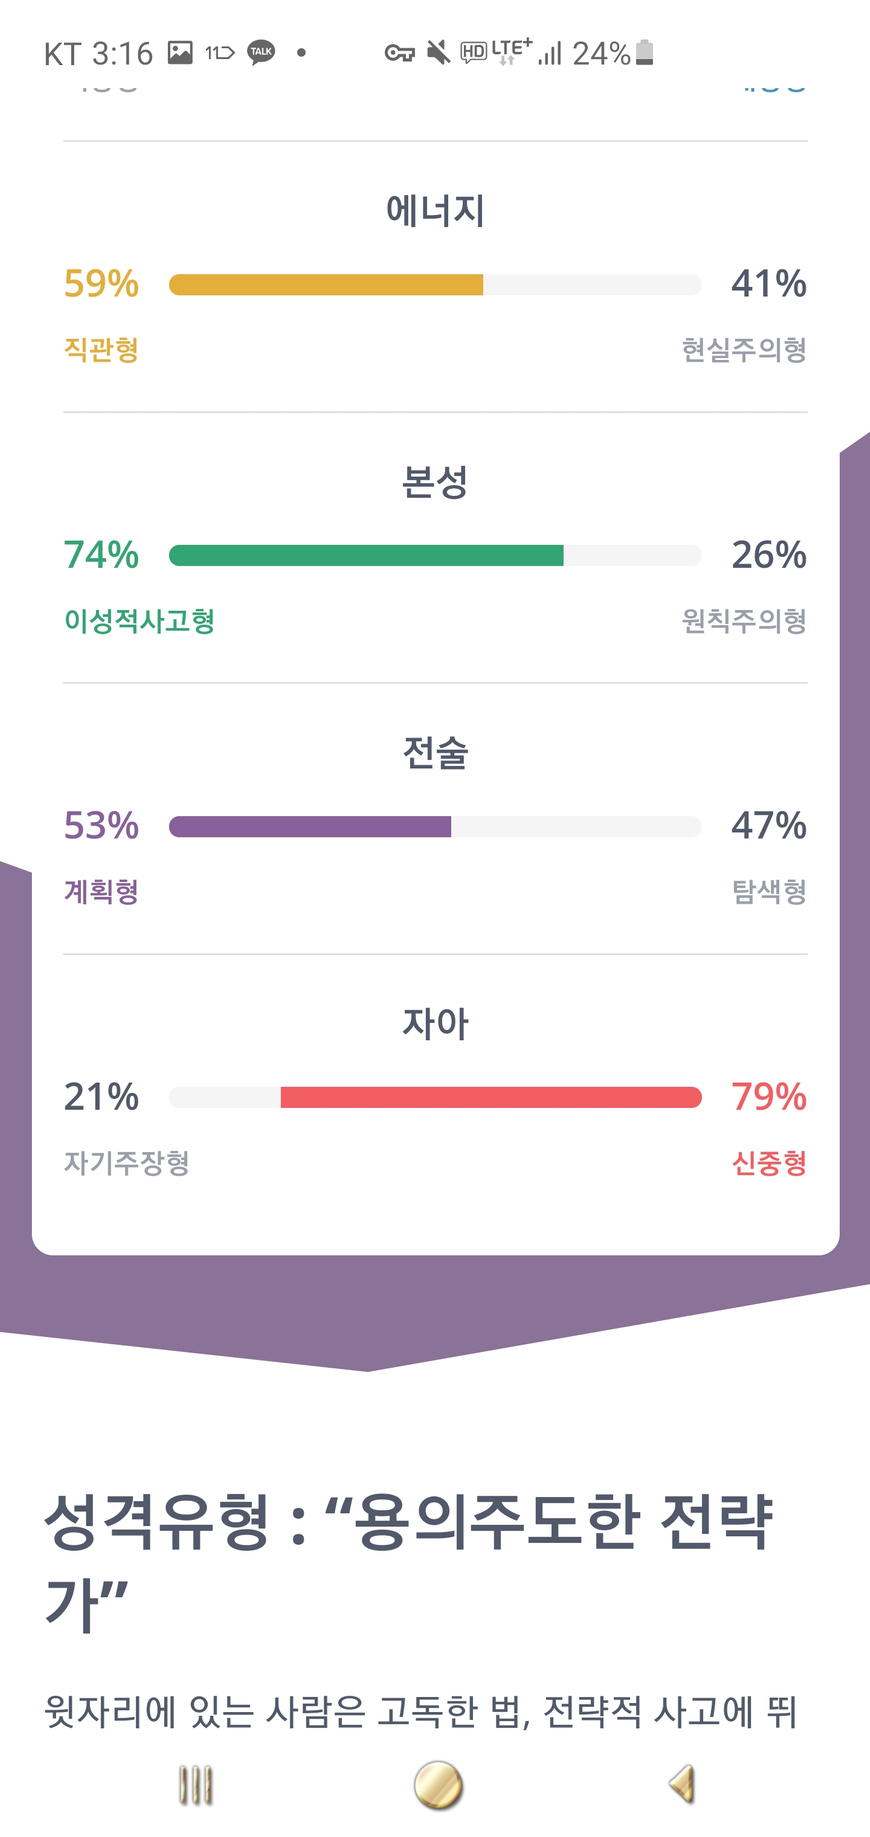 KT 3:16 11 TALK HD LTE+ 24%
에너지
59% 41%
직관형 현실주의형
본성
74% 26%
이성적사고형 원칙주의형
전술
53% 47%
계획형 탐색형
자아
21% 79%
자기주장형 신중형
성격유형 : “용의주도한 전략
가”
윗자리에 있는 사람은 고독한 법, 전략적 사고에 뛰